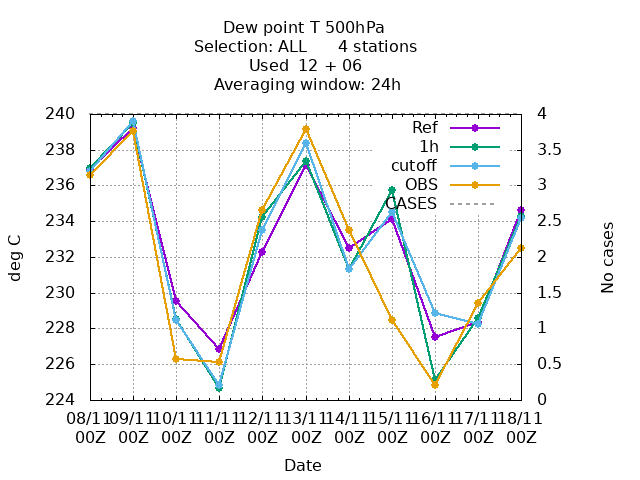 Dew point T 500hPa
Selection: ALL      4 stations
Used  12 + 06
Averaging window: 24h
240 4
238 3.5
236 3
234 2.5
232 2
230 1.5
228 1
226 0.5
224 0
Ref
1h
cutoff
OBS
CASES
deg C
No cases
08/11 09/11 10/11 11/11 12/11 13/11 14/11 15/11 16/11 17/11 18/11
00Z 00Z 00Z 00Z 00Z 00Z 00Z 00Z 00Z 00Z 00Z
Date